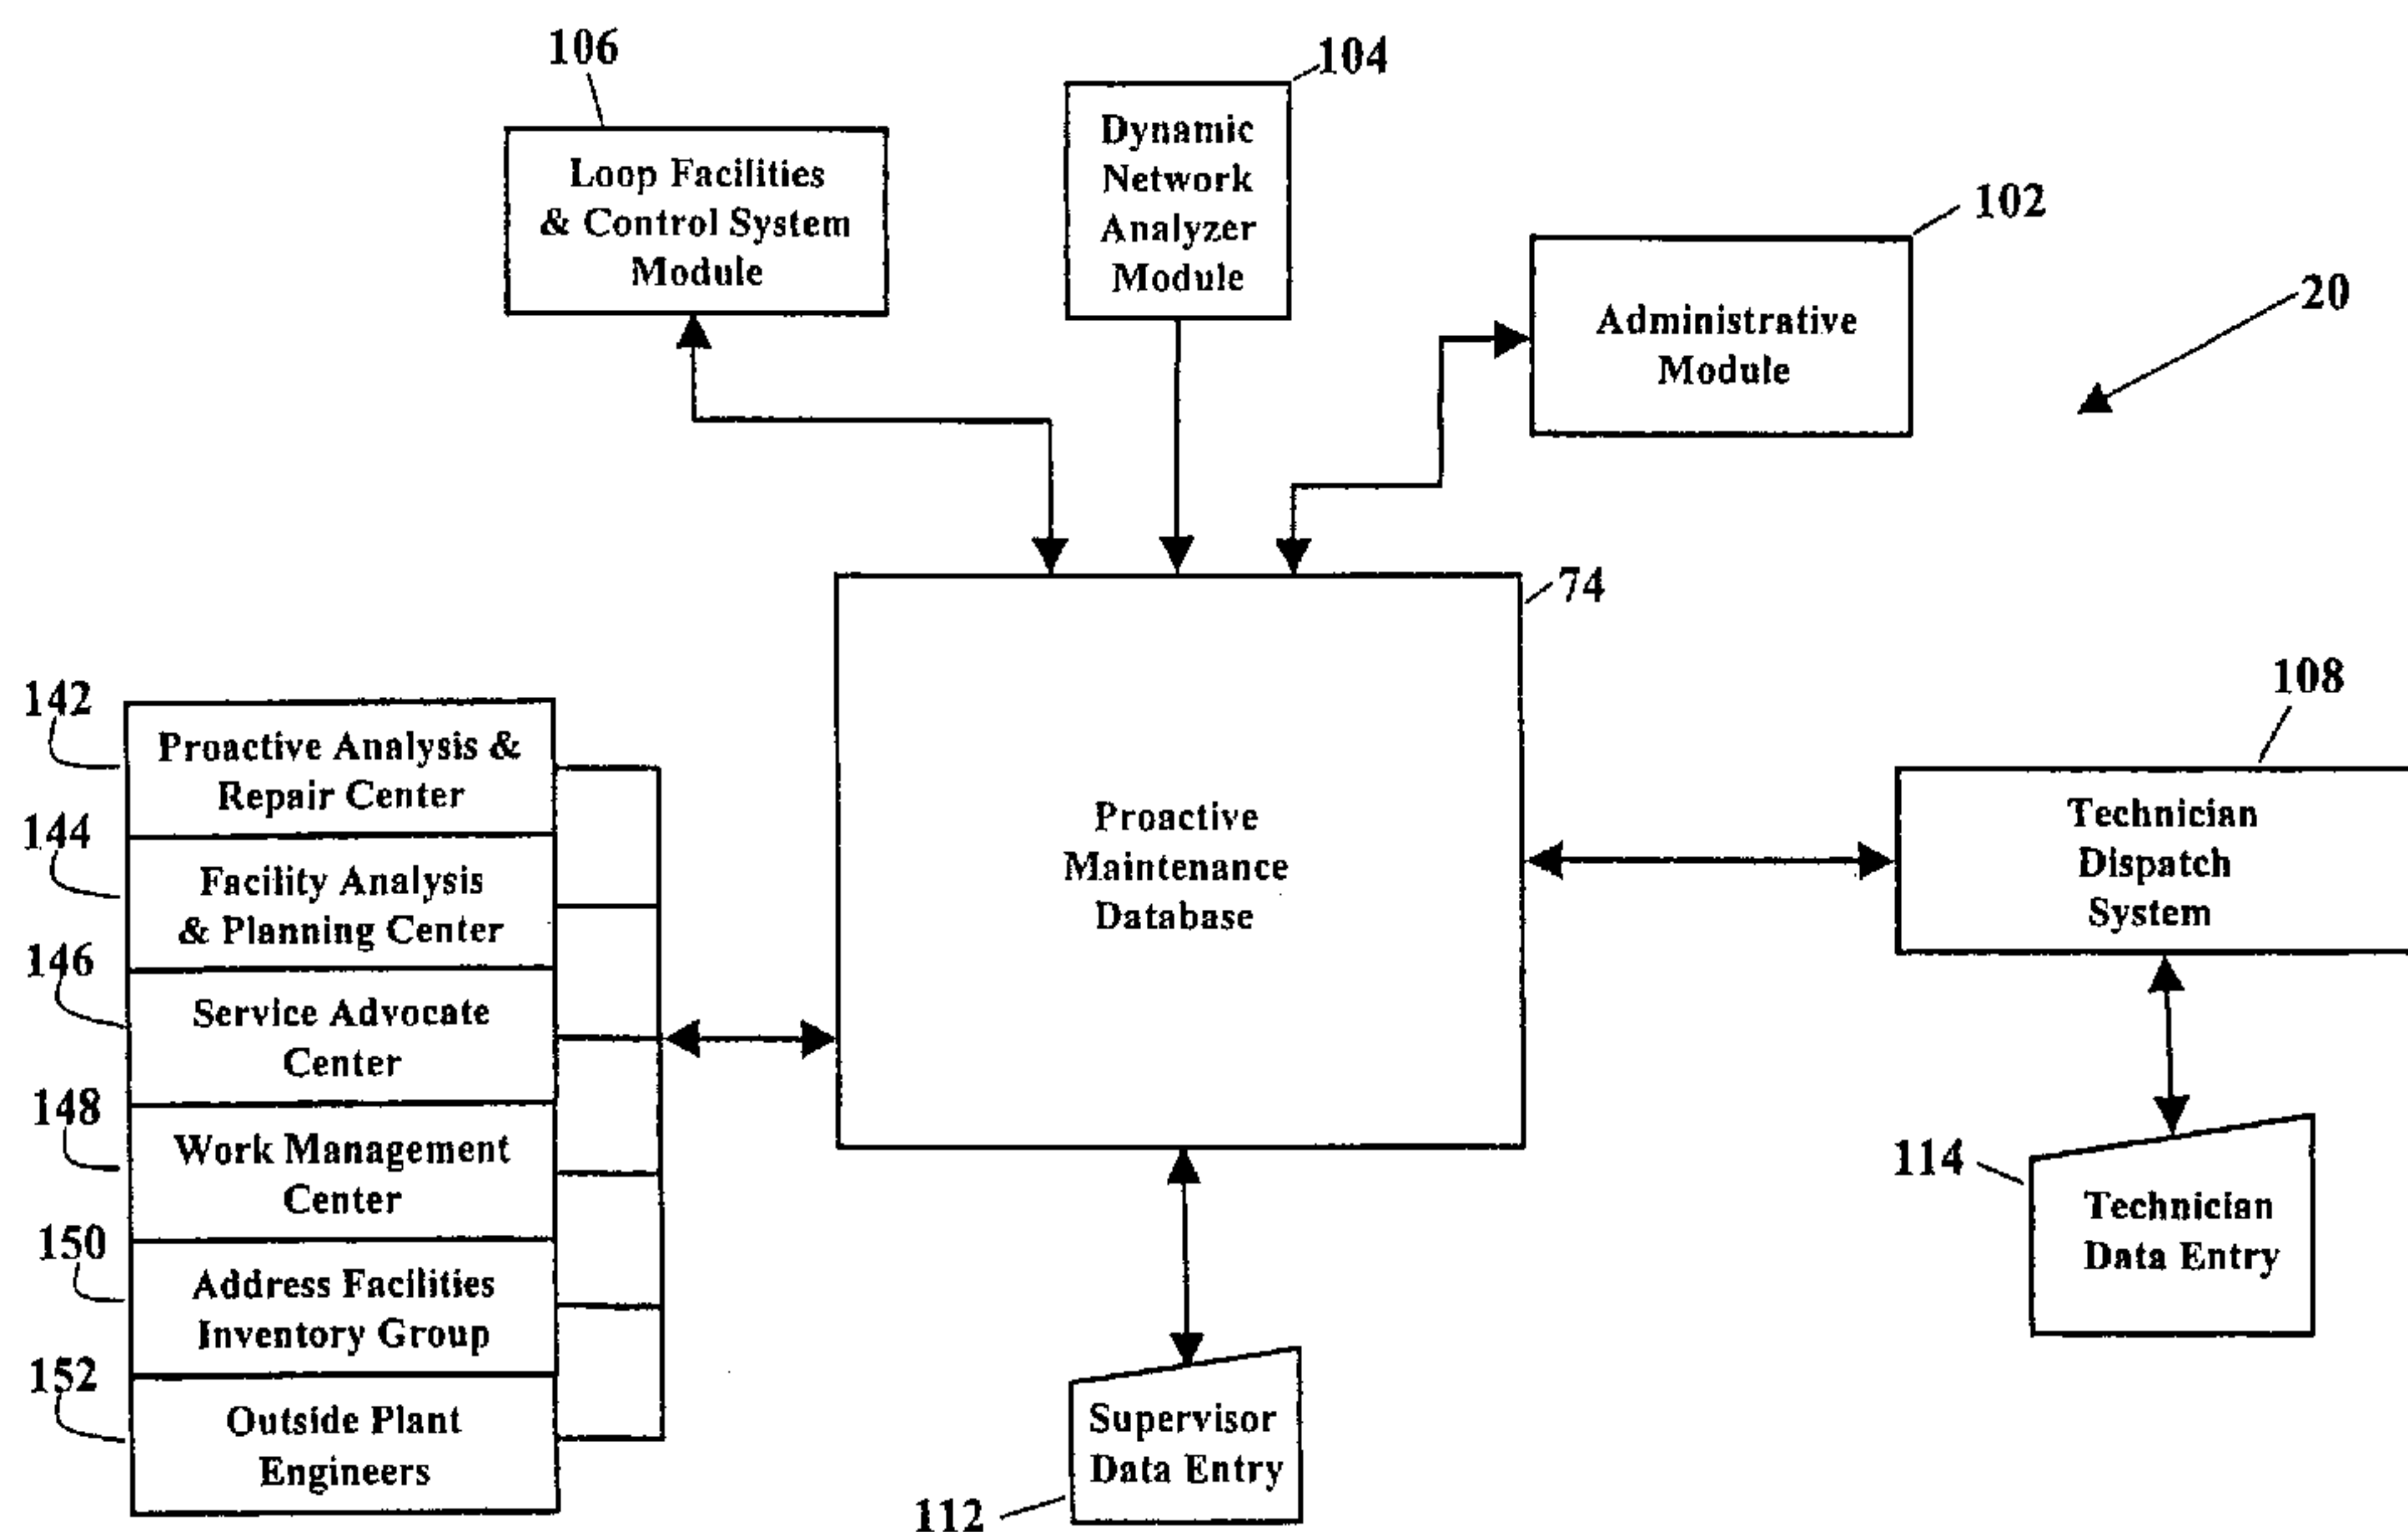 106
104
Loop Facilities
& Control System
Module
Dynamic
Network
Analyzer
Module
102
Administrative
Module
20
74
Proactive
Maintenance
Database
142
Proactive Analysis &
Repair Center
144
Facility Analysis
& Planning Center
146
Service Advocate
Center
148
Work Management
Center
150
Address Facilities
Inventory Group
152
Outside Plant
Engineers
108
Technician
Dispatch
System
114
Technician
Data Entry
Supervisor
Data Entry
112